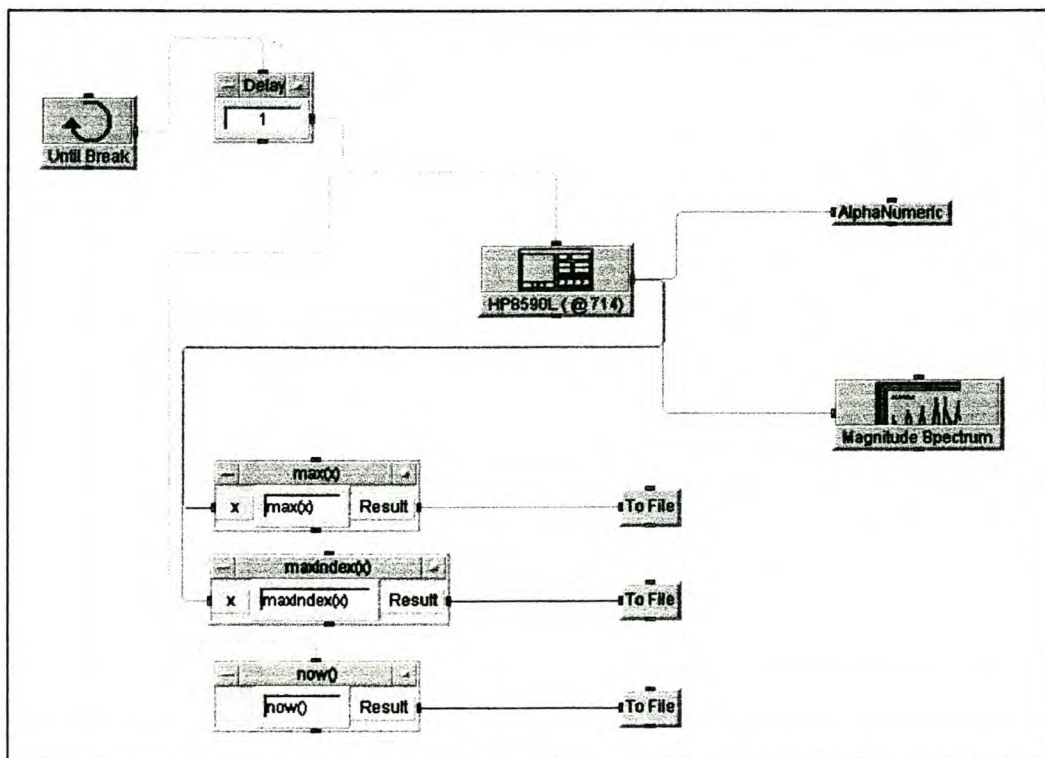 Delay
1
Until Break
AlphaNumeric
HP8590L ( @ 714)
Magnitude Spectrum
max(x)
x
max(x)
Result
To File
maxIndex(x)
x
maxIndex(x)
Result
To File
now()
now()
Result
To File